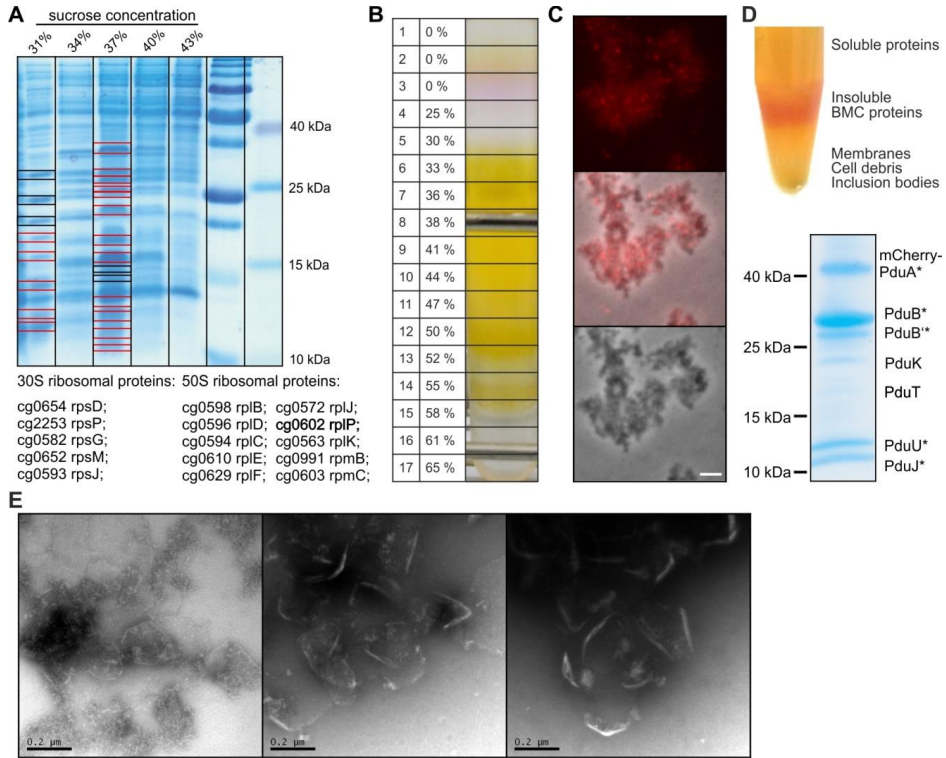 A
sucrose concentration
31% 34% 37% 40% 43%
40 kDa
25 kDa
15 kDa
10 kDa
30S ribosomal proteins: 50S ribosomal proteins:
cg0654 rpsD; cg0598 rplB; cg0572 rplJ;
cg2253 rpsP; cg0596 rplD; cg0602 rplP;
cg0582 rpsG; cg0594 rplC; cg0563 rplK;
cg0652 rpsM; cg0610 rplE; cg0991 rpmB;
cg0593 rpsJ; cg0629 rplF; cg0603 rpmC;
B
1 0 %
2 0 %
3 0 %
4 25 %
5 30 %
6 33 %
7 36 %
8 38 %
9 41 %
10 44 %
11 47 %
12 50 %
13 52 %
14 55 %
15 58 %
16 61 %
17 65 %
C
D
Soluble proteins
Insoluble
BMC proteins
Membranes
Cell debris
Inclusion bodies
mCherry-
PduA*
40 kDa
PduB*
PduB'*
25 kDa
PduK
PduT
15 kDa
PduU*
PduJ*
10 kDa
E
0.2 µm
0.2 µm
0.2 µm